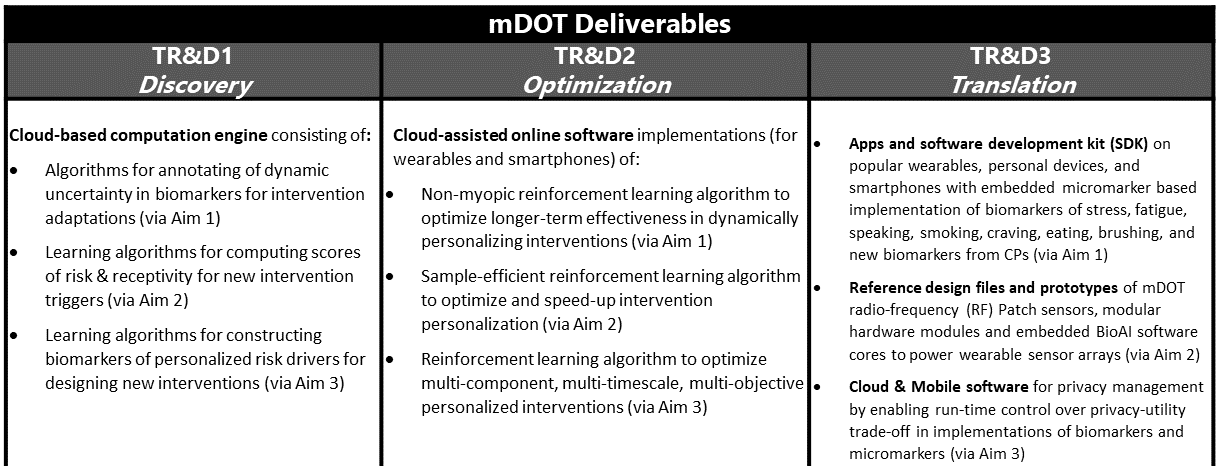 mDOT Deliverables
TR&D1
Discovery
TR&D2
Optimization
TR&D3
Translation
Cloud-based computation engine consisting of:
• Algorithms for annotating of dynamic
uncertainty in biomarkers for intervention
adaptations (via Aim 1)
• Learning algorithms for computing scores
of risk & receptivity for new intervention
triggers (via Aim 2)
• Learning algorithms for constructing
biomarkers of personalized risk drivers for
designing new interventions (via Aim 3)
Cloud-assisted online software implementations (for
wearables and smartphones) of:
• Non-myopic reinforcement learning algorithm to
optimize longer-term effectiveness in dynamically
personalizing interventions (via Aim 1)
• Sample-efficient reinforcement learning algorithm
to optimize and speed-up intervention
personalization (via Aim 2)
• Reinforcement learning algorithm to optimize
multi-component, multi-timescale, multi-objective
personalized interventions (via Aim 3)
• Apps and software development kit (SDK) on
popular wearables, personal devices, and
smartphones with embedded micromarker based
implementation of biomarkers of stress, fatigue,
speaking, smoking, craving, eating, brushing, and
new biomarkers from CPs (via Aim 1)
• Reference design files and prototypes of mDOT
radio-frequency (RF) Patch sensors, modular
hardware modules and embedded BioAI software
cores to power wearable sensor arrays (via Aim 2)
• Cloud & Mobile software for privacy management
by enabling run-time control over privacy-utility
trade-off in implementations of biomarkers and
micromarkers (via Aim 3)